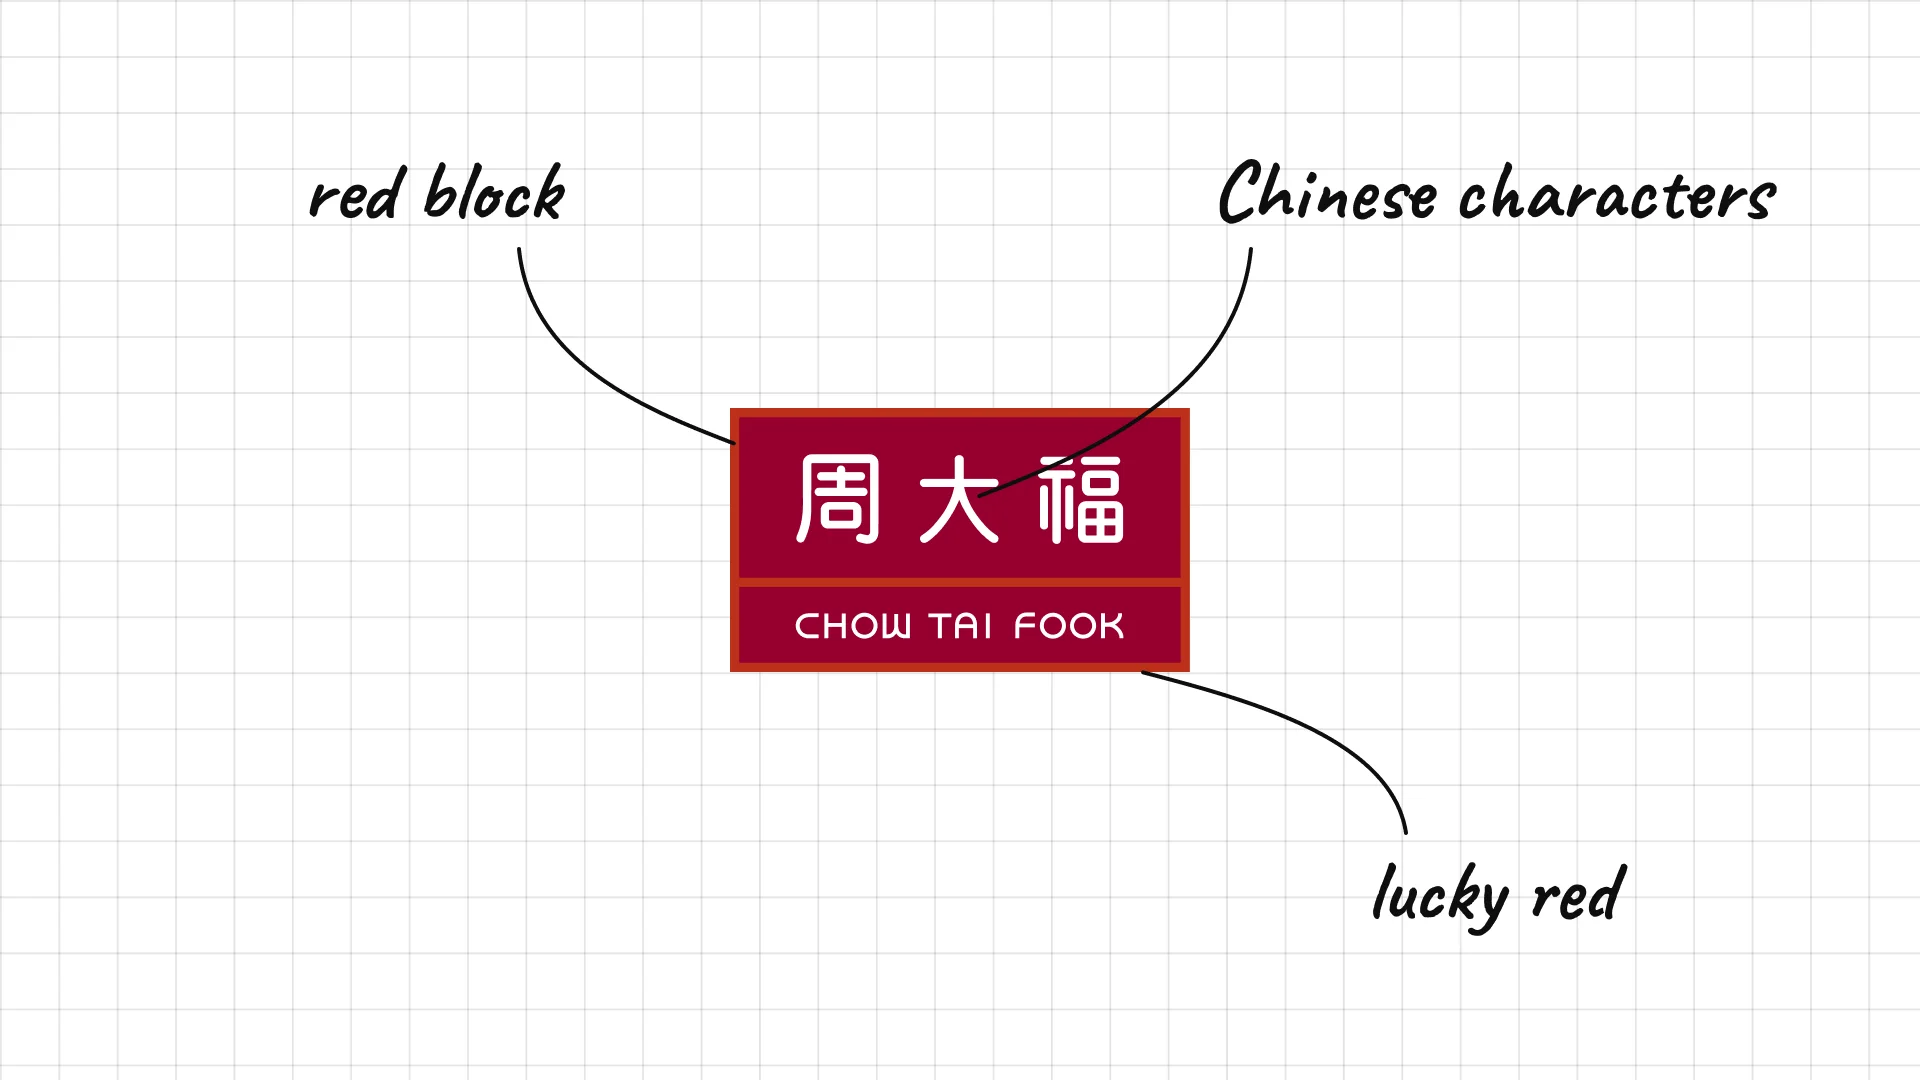 red block
Chinese characters
周大福
CHOW TAI FOOK
lucky red